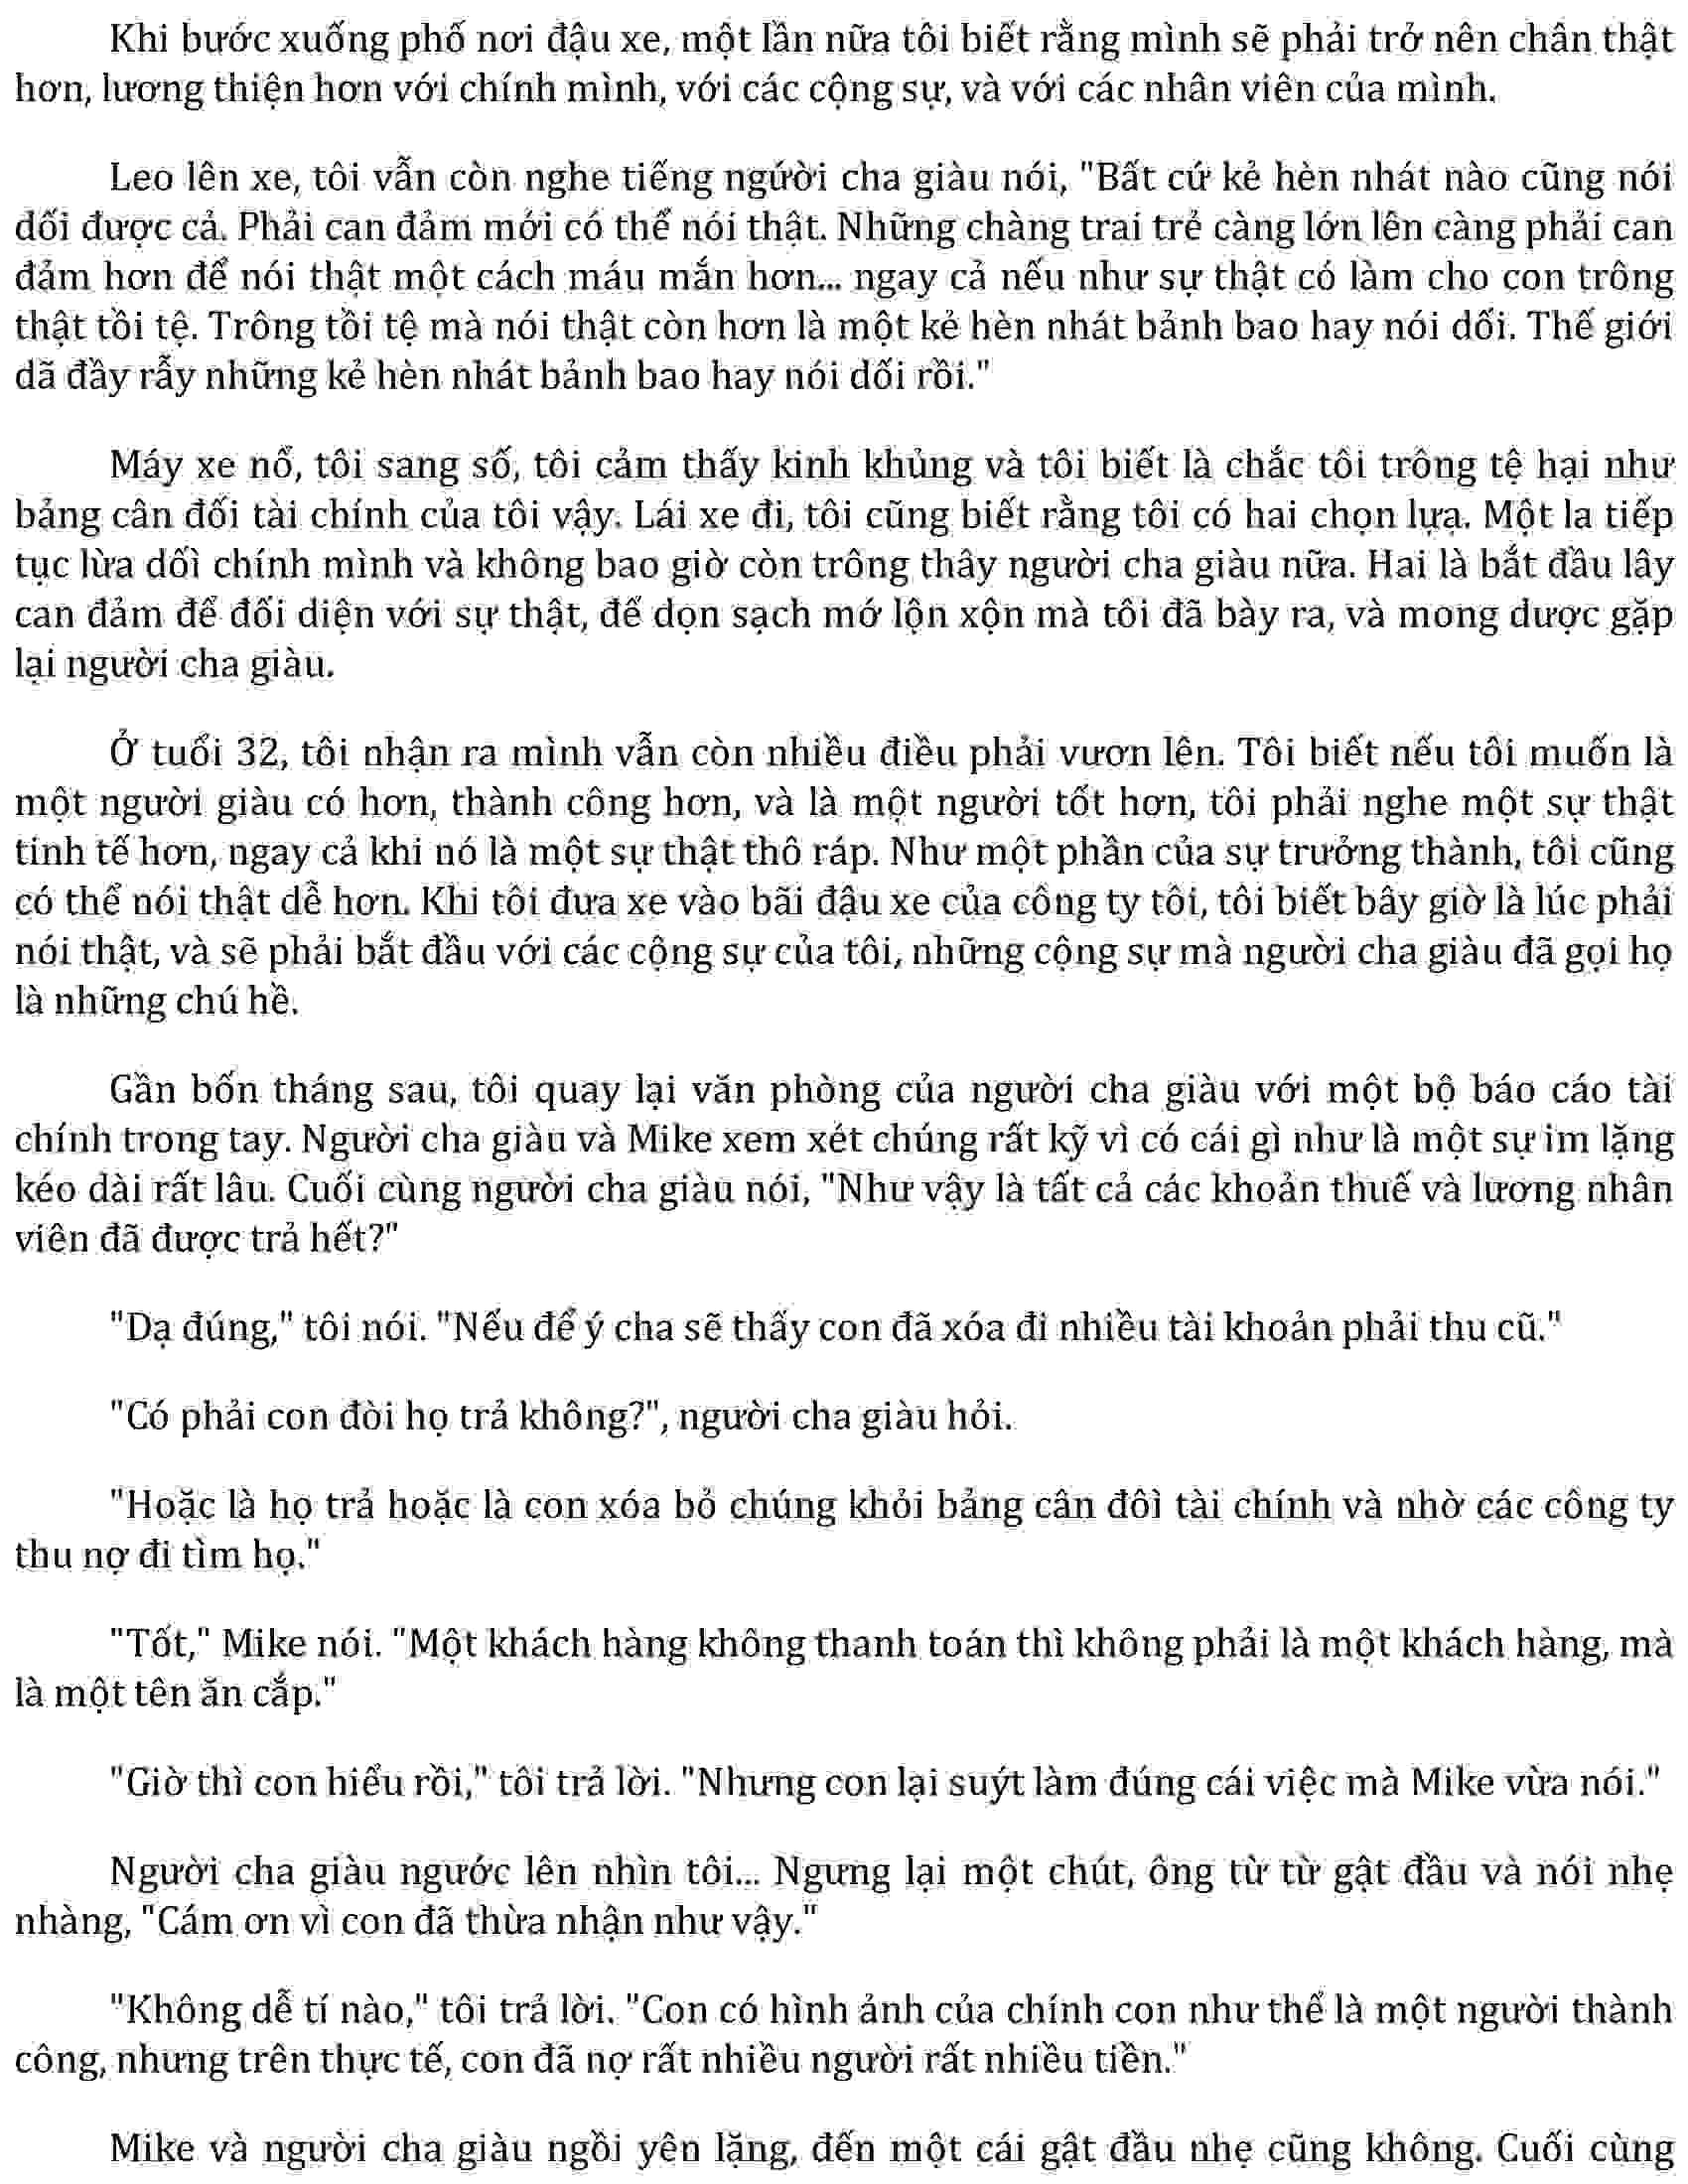 Khi bước xuống phố nơi đậu xe, một lần nữa tôi biết rằng mình sẽ phải trở nên chân thật
hơn, lương thiện hơn với chính mình, với các cộng sự, và với các nhân viên của mình.
Leo lên xe, tôi vẫn còn nghe tiếng ngứời cha giàu nói, "Bất cứ kẻ hèn nhát nào cũng nói
dối được cả. Phải can đảm mới có thể nói thật. Những chàng trai trẻ càng lớn lên càng phải can
đảm hơn để nói thật một cách máu mắn hơn... ngay cả nếu như sự thật có làm cho con trông
thật tồi tệ. Trông tồi tệ mà nói thật còn hơn là một kẻ hèn nhát bảnh bao hay nói dối. Thế giới
dã đầy rẫy những kẻ hèn nhát bảnh bao hay nói dối rồi."
Máy xe nổ, tôi sang số, tôi cảm thấy kinh khủng và tôi biết là chắc tôi trông tệ hại như
bảng cân đối tài chính của tôi vậy. Lái xe đi, tôi cũng biết rằng tôi có hai chọn lựa. Một la tiếp
tục lừa dôì chính mình và không bao giờ còn trông thây người cha giàu nữa. Hai là bắt đầu lây
can đảm để đối diện với sự thật, để dọn sạch mớ lộn xộn mà tôi đã bày ra, và mong dược gặp
lại người cha giàu.
Ở tuổi 32, tôi nhận ra mình vẫn còn nhiều điều phải vươn lên. Tôi biết nếu tôi muốn là
một người giàu có hơn, thành công hơn, và là một người tốt hơn, tôi phải nghe một sự thật
tinh tế hơn, ngay cả khi nó là một sự thật thô ráp. Như một phần của sự trưởng thành, tôi cũng
có thể nói thật dễ hơn. Khi tôi đưa xe vào bãi đậu xe của công ty tôi, tôi biết bây giờ là lúc phải
nói thật, và sẽ phải bắt đầu với các cộng sự của tôi, những cộng sự mà người cha giàu đã gọi họ
là những chú hề.
Gần bốn tháng sau, tôi quay lại văn phòng của người cha giàu với một bộ báo cáo tài
chính trong tay. Người cha giàu và Mike xem xét chúng rất kỹ vì có cái gì như là một sự im lặng
kéo dài rất lâu. Cuối cùng người cha giàu nói, "Như vậy là tất cả các khoản thuế và lương nhân
viên đã được trả hết?"
"Dạ đúng," tôi nói. "Nếu để ý cha sẽ thấy con đã xóa đi nhiều tài khoản phải thu cũ."
"Có phải con đòi họ trả không?", người cha giàu hỏi.
"Hoặc là họ trả hoặc là con xóa bỏ chúng khỏi bảng cân đôì tài chính và nhờ các công ty
thu nợ đi tìm họ."
"Tốt," Mike nói. "Một khách hàng không thanh toán thì không phải là một khách hàng, mà
là một tên ăn cắp."
"Giờ thì con hiểu rồi," tôi trả lời. "Nhưng con lại suýt làm đúng cái việc mà Mike vừa nói."
Người cha giàu ngước lên nhìn tôi... Ngưng lại một chút, ông từ từ gật đầu và nói nhẹ
nhàng, "Cám ơn vì con đã thừa nhận như vậy."
"Không dễ tí nào," tôi trả lời. "Con có hình ảnh của chính con như thể là một người thành
công, nhưng trên thực tế, con đã nợ rất nhiều người rất nhiều tiền."
Mike và người cha giàu ngồi yên lặng, đến một cái gật đầu nhẹ cũng không. Cuối cùng